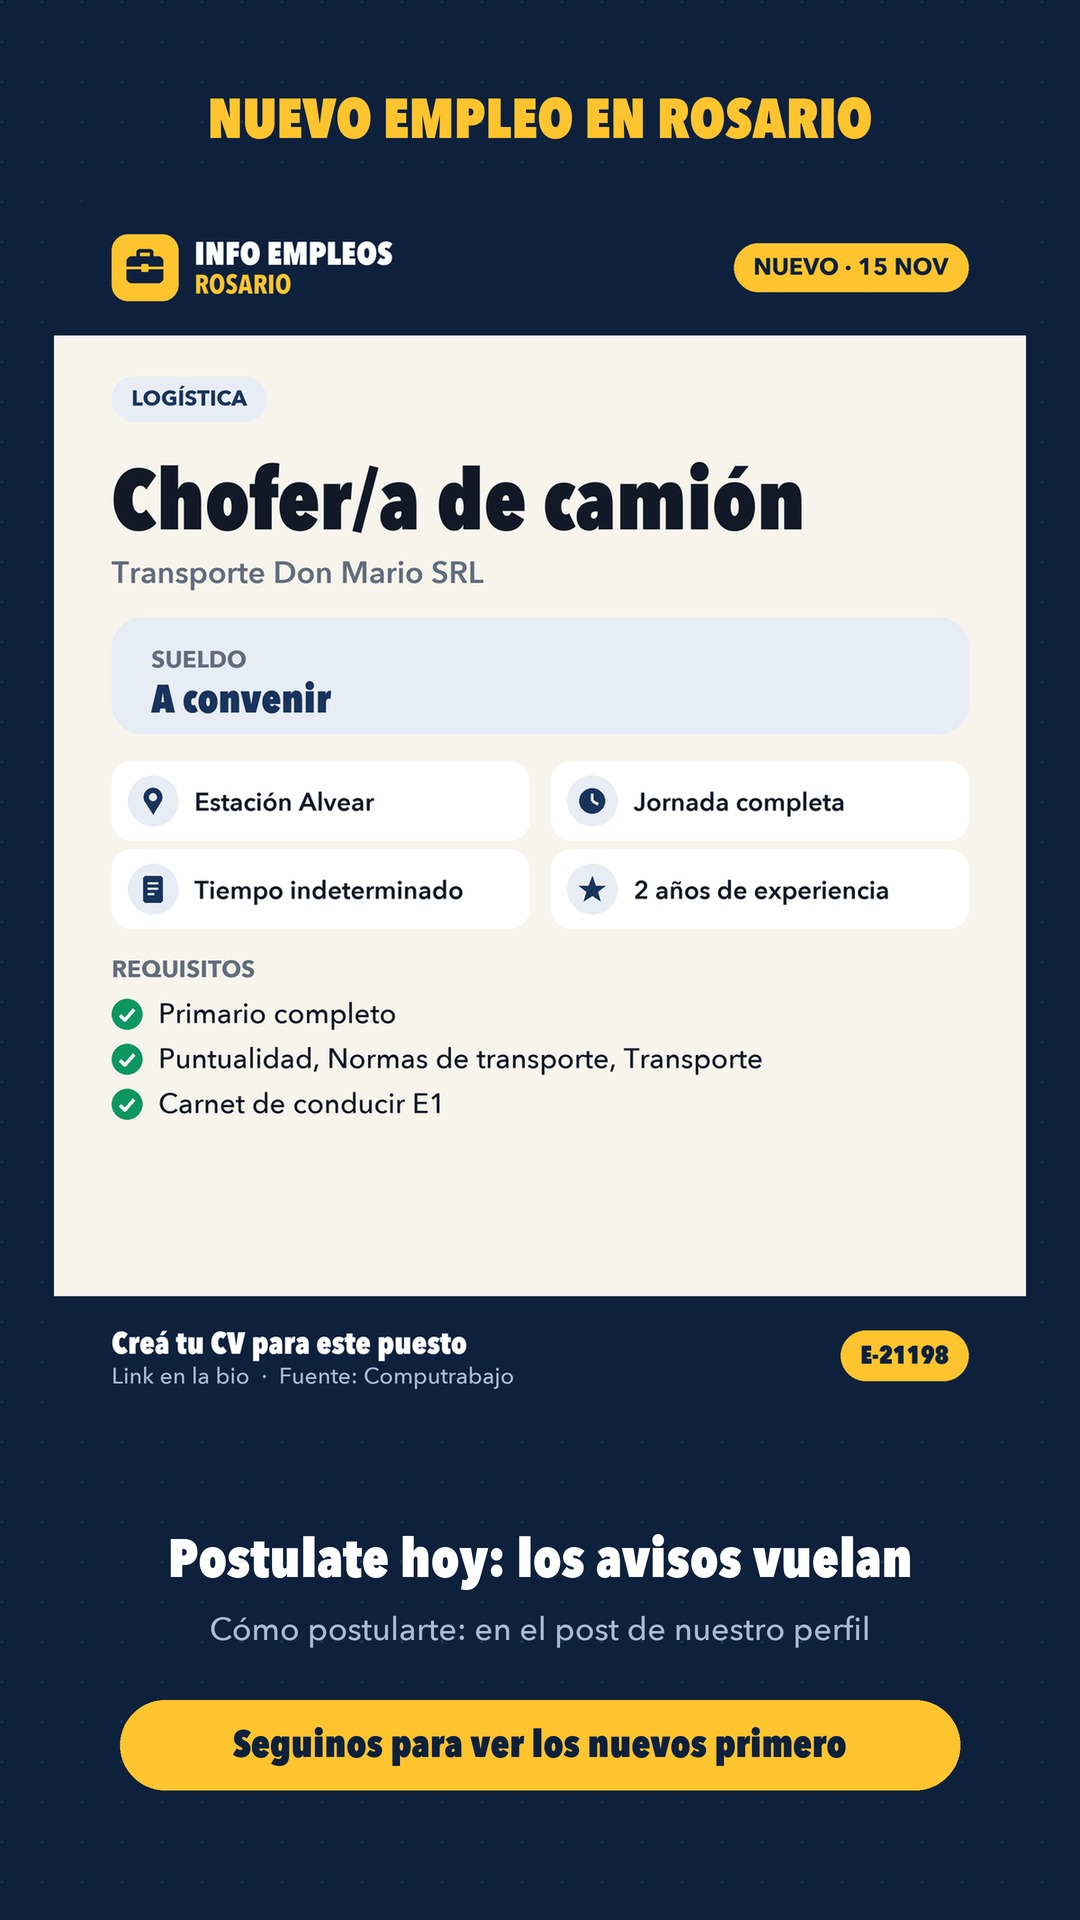 NUEVO EMPLEO EN ROSARIO
INFO EMPLEOS
ROSARIO
NUEVO · 15 NOV
LOGÍSTICA
Chofer/a de camión
Transporte Don Mario SRL
SUELDO
A convenir
Estación Alvear
Jornada completa
Tiempo indeterminado
2 años de experiencia
REQUISITOS
Primario completo
Puntualidad, Normas de transporte, Transporte
Carnet de conducir E1
Creá tu CV para este puesto
Link en la bio · Fuente: Computrabajo
E-21198
Postulate hoy: los avisos vuelan
Cómo postularte: en el post de nuestro perfil
Seguinos para ver los nuevos primero